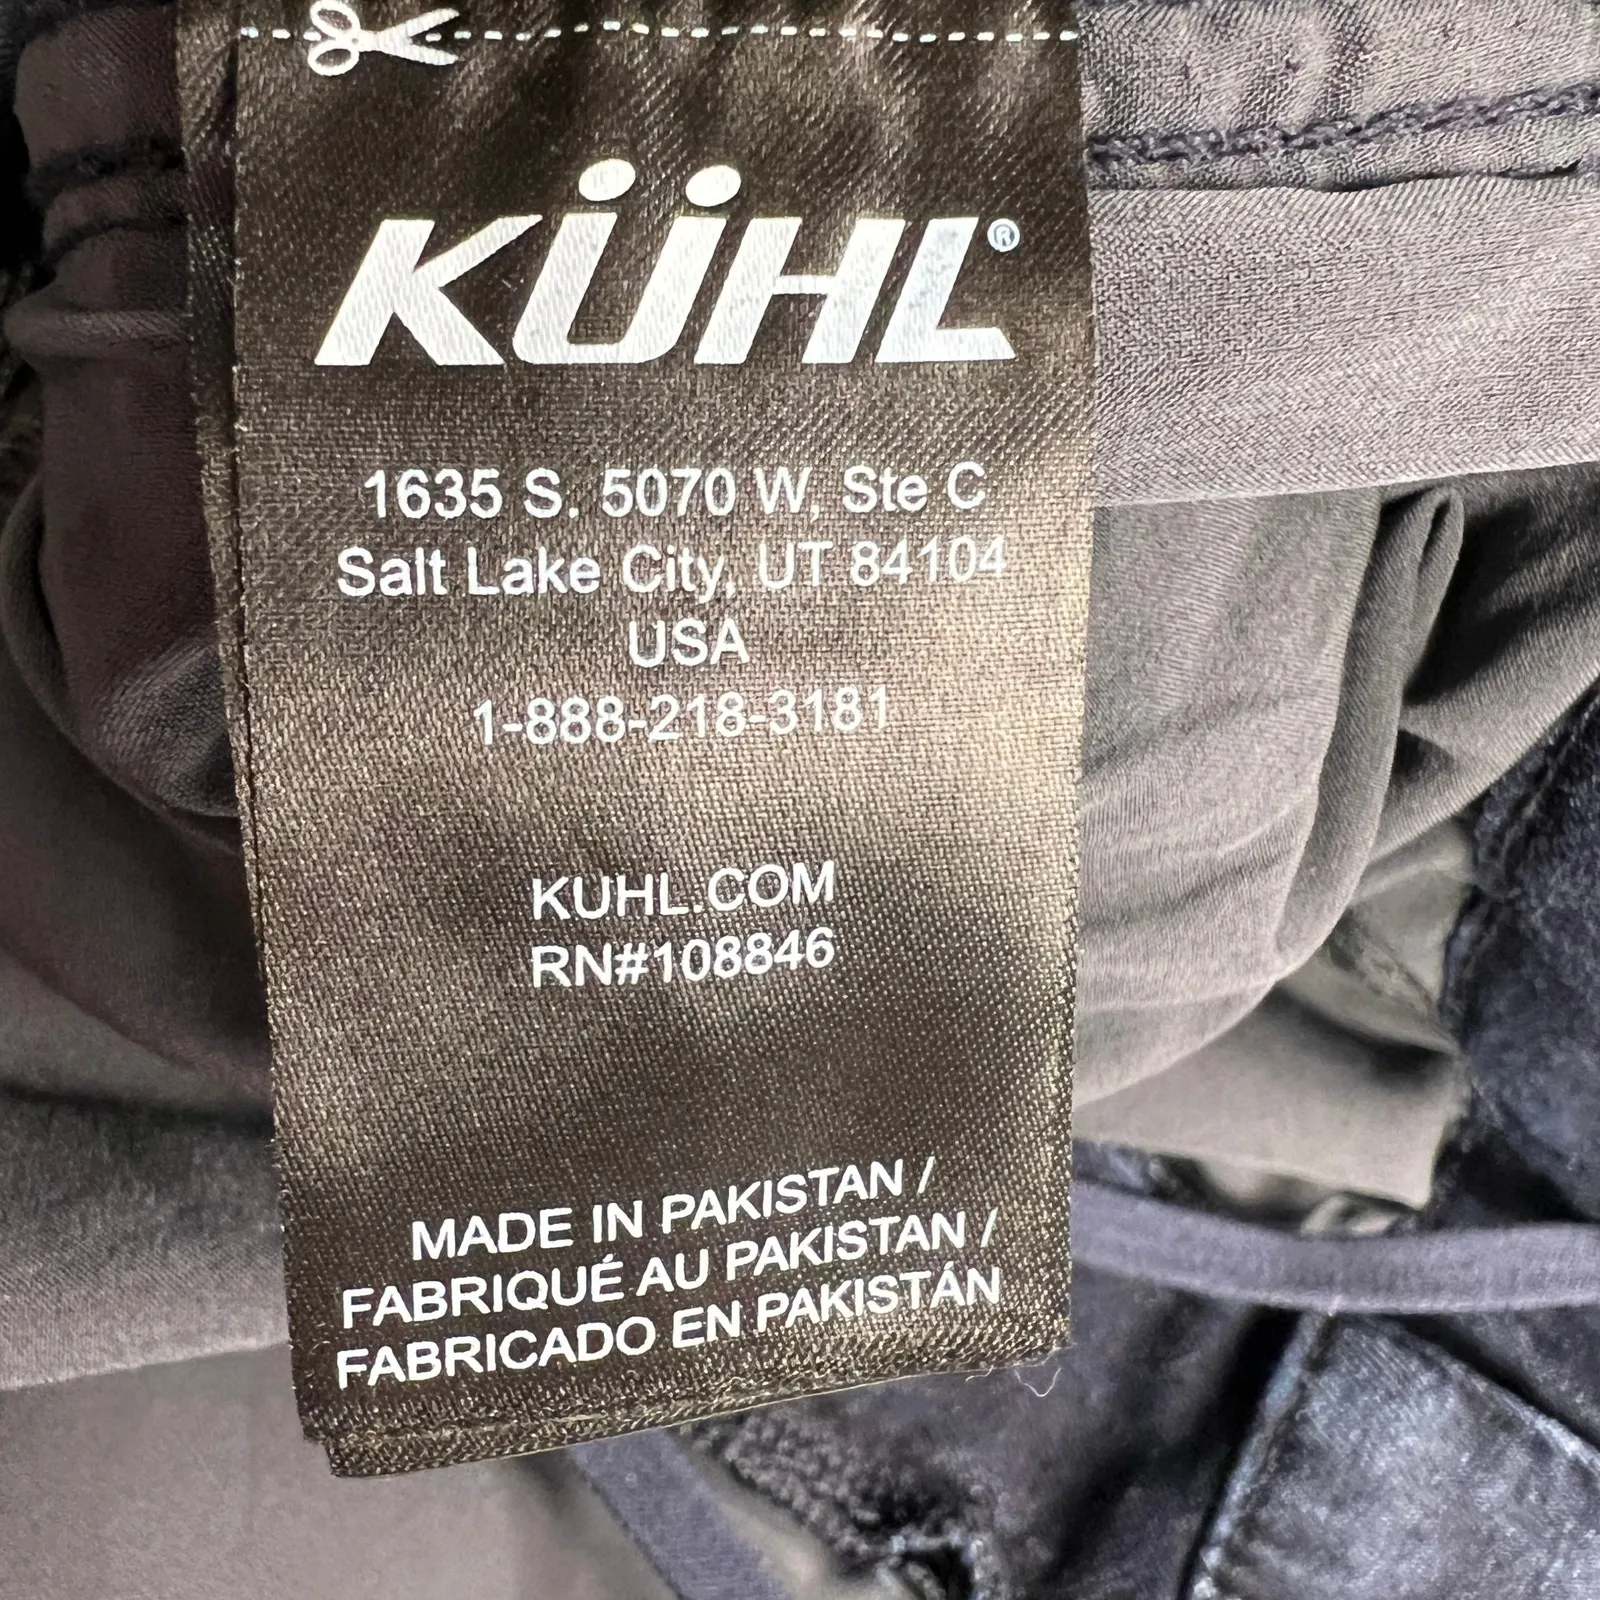 KÜHL®
1635 S. 5070 W, Ste C
Salt Lake City, UT 84104
USA
1-888-218-3181
KUHL.COM
RN#108846
MADE IN PAKISTAN /
FABRIQUÉ AU PAKISTAN /
FABRICADO EN PAKISTÁN